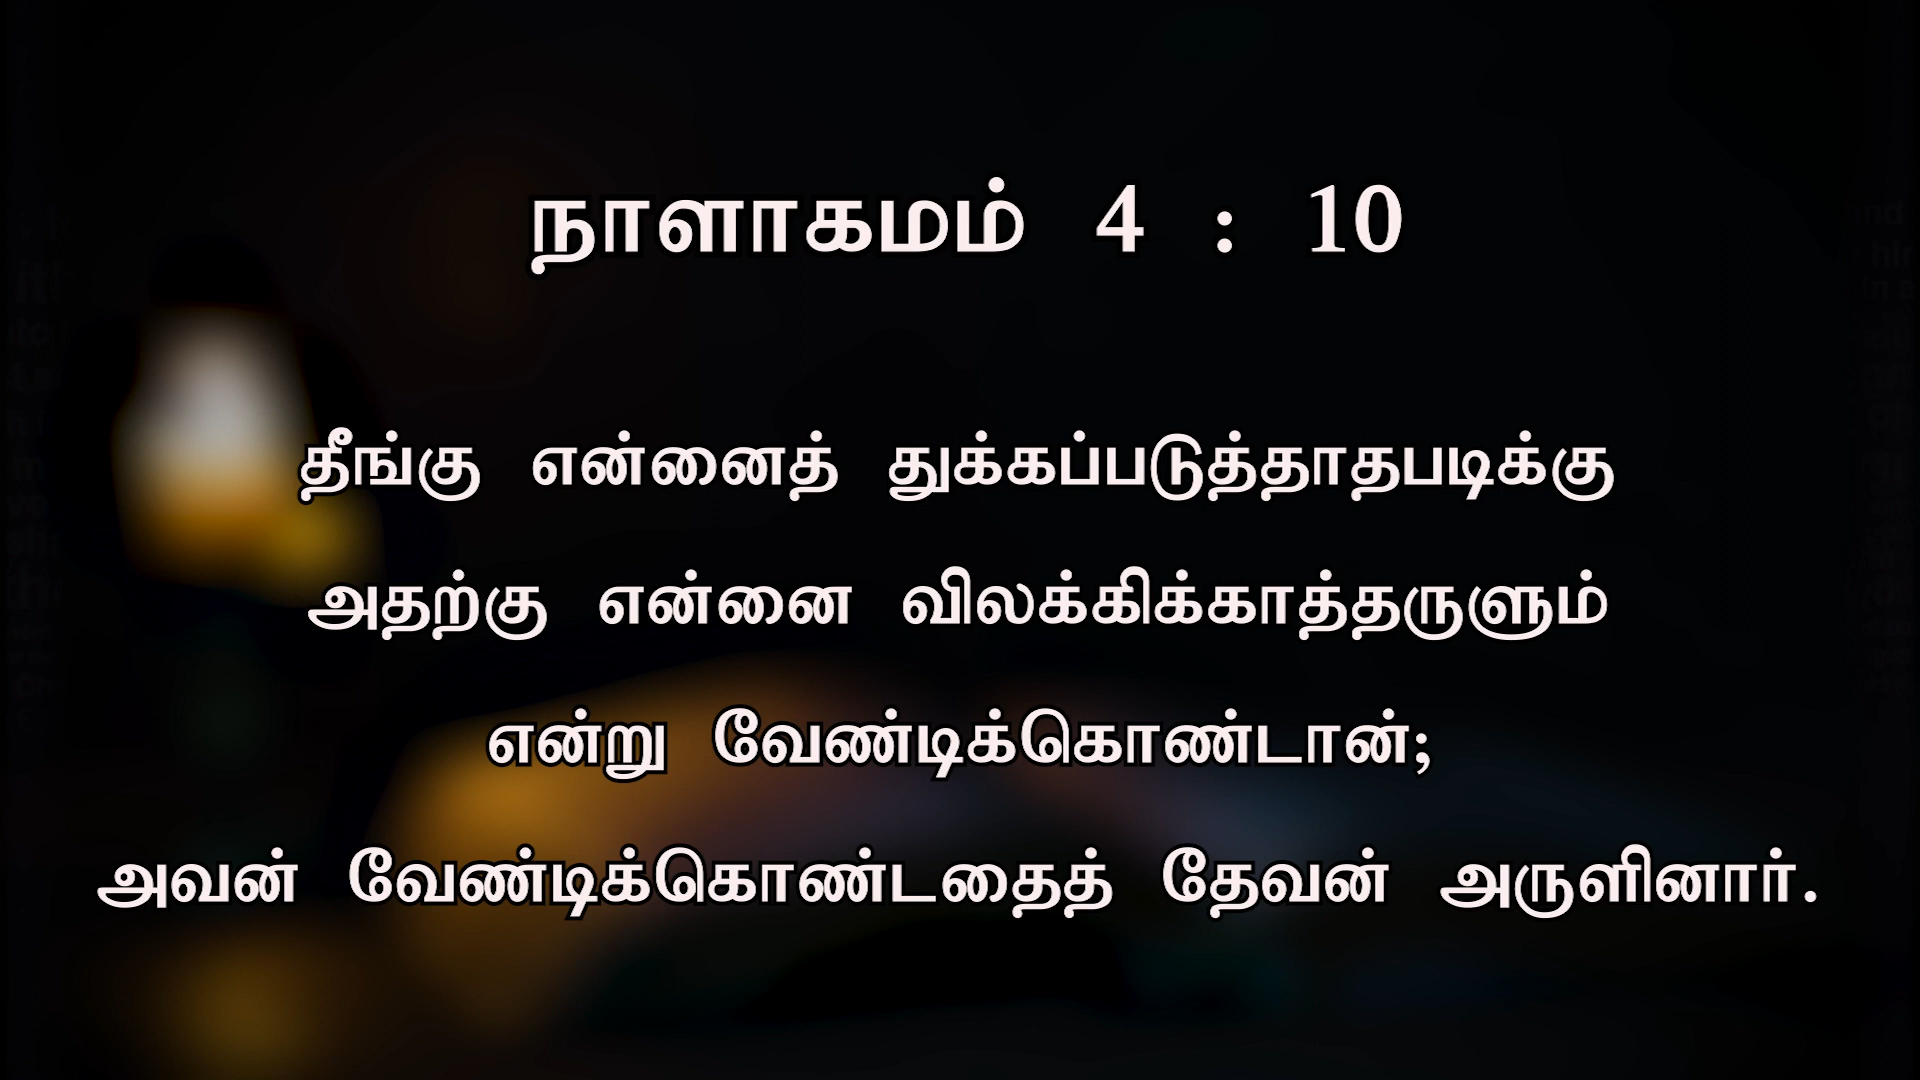 நாளாகமம் 4 : 10
தீங்கு என்னைத் துக்கப்படுத்தாதபடிக்கு
அதற்கு என்னை விலக்கிக்காத்தருளும்
என்று வேண்டிக்கொண்டான்;
அவன் வேண்டிக்கொண்டதைத் தேவன் அருளினார்.